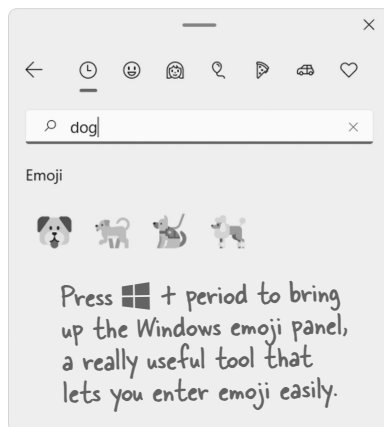 dog
Emoji
Press + period to bring
up the Windows emoji panel,
a really useful tool that
lets you enter emoji easily.